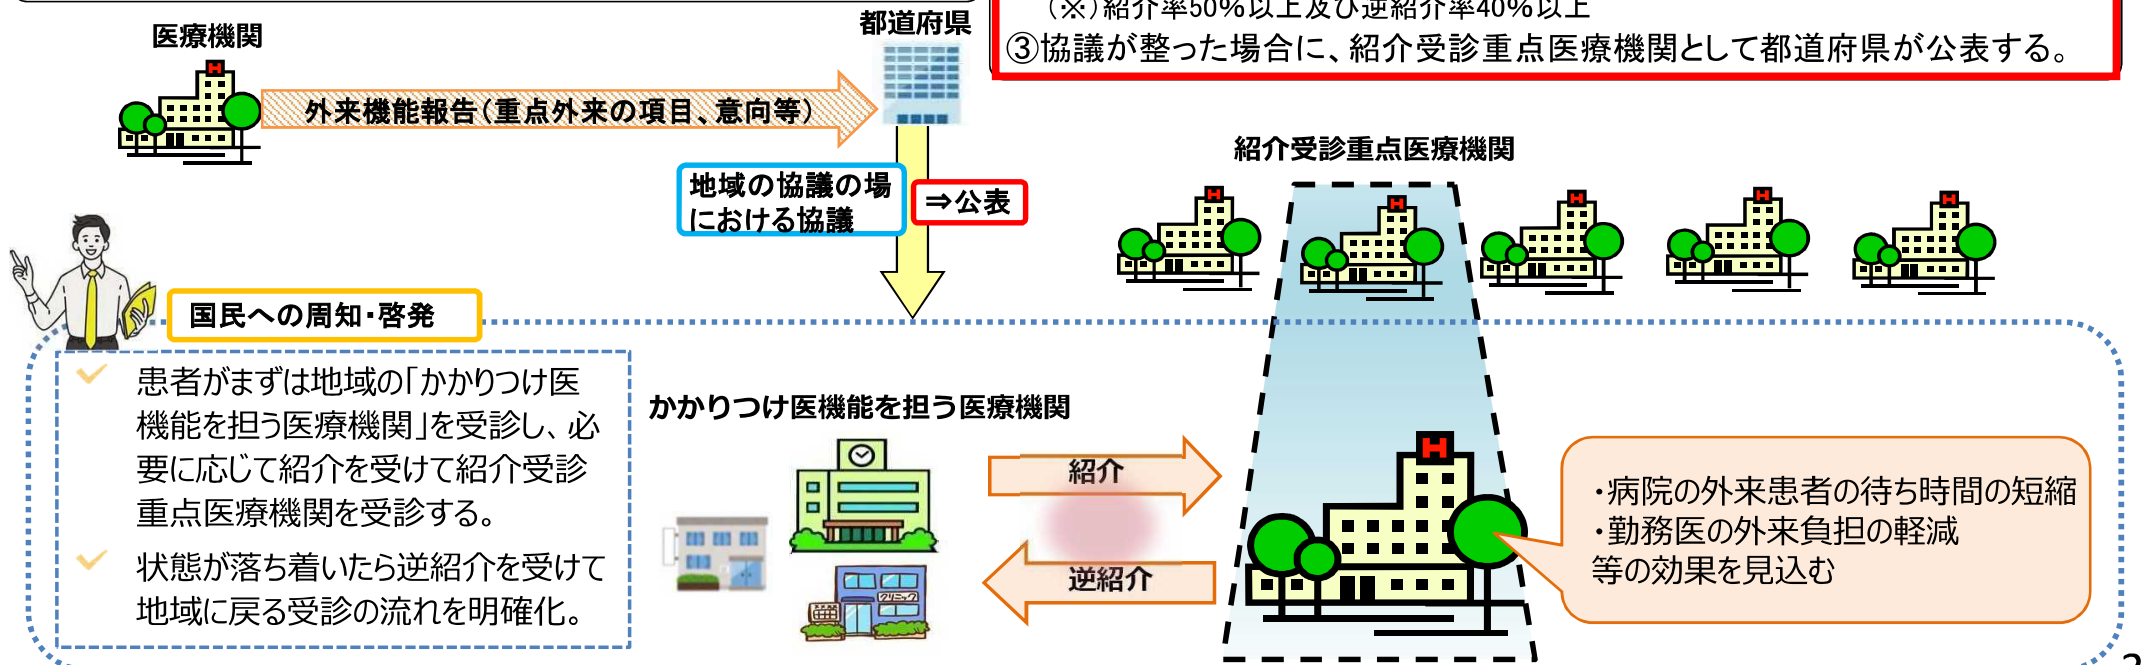 (※)紹介率50%以上及び逆紹介率40%以上
③協議が整った場合に、紹介受診重点医療機関として都道府県が公表する。
医療機関
都道府県
外来機能報告(重点外来の項目、意向等)
地域の協議の場
における協議
⇒公表
紹介受診重点医療機関
国民への周知・啓発
患者がまずは地域の「かかりつけ医
機能を担う医療機関」を受診し、必
要に応じて紹介を受けて紹介受診
重点医療機関を受診する。
状態が落ち着いたら逆紹介を受けて
地域に戻る受診の流れを明確化。
かかりつけ医機能を担う医療機関
クリニック
紹介
逆紹介
H
H
H
H
H
H
H
・病院の外来患者の待ち時間の短縮
・勤務医の外来負担の軽減
等の効果を見込む